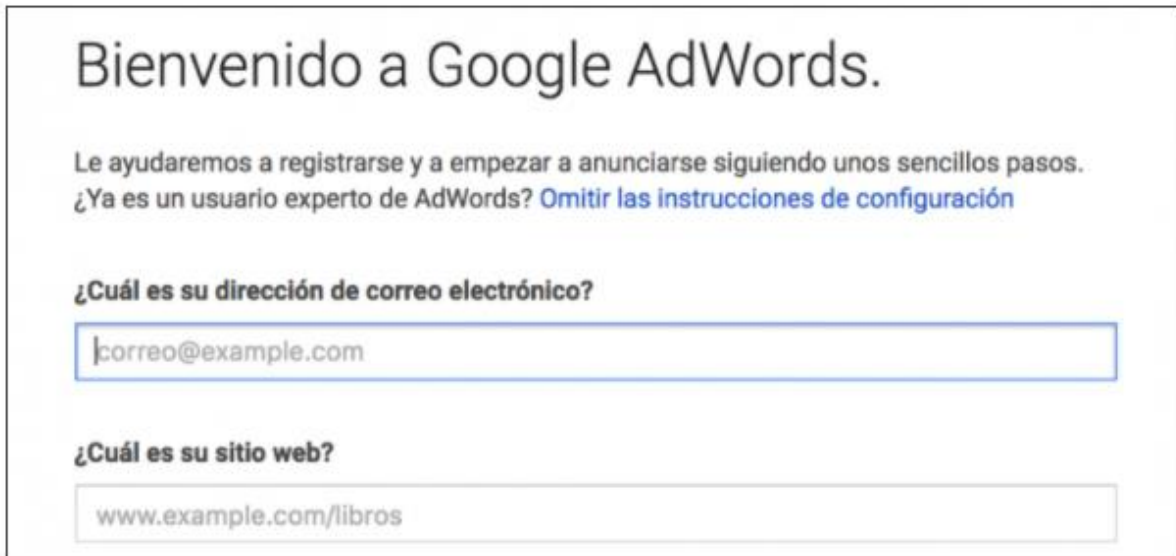 Bienvenido a Google AdWords.
Le ayudaremos a registrarse y a empezar a anunciarse siguiendo unos sencillos pasos.
¿Ya es un usuario experto de AdWords? Omitir las instrucciones de configuración
¿Cuál es su dirección de correo electrónico?
correo@example.com
¿Cuál es su sitio web?
www.example.com/libros